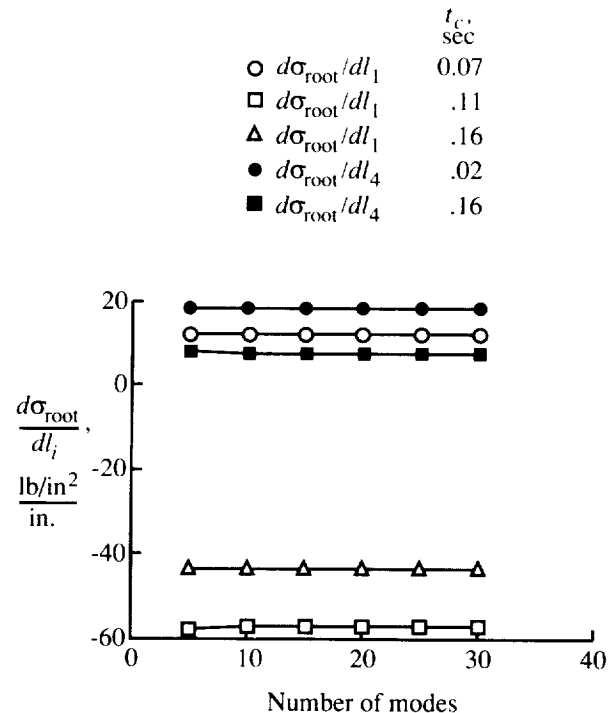 t_c, sec
dσ_root/dl_1 0.07
dσ_root/dl_1 .11
dσ_root/dl_1 .16
dσ_root/dl_4 .02
dσ_root/dl_4 .16
20
0
-20
-40
-60
dσ_root/dl_i, lb/in²/in.
0
10
20
30
40
Number of modes